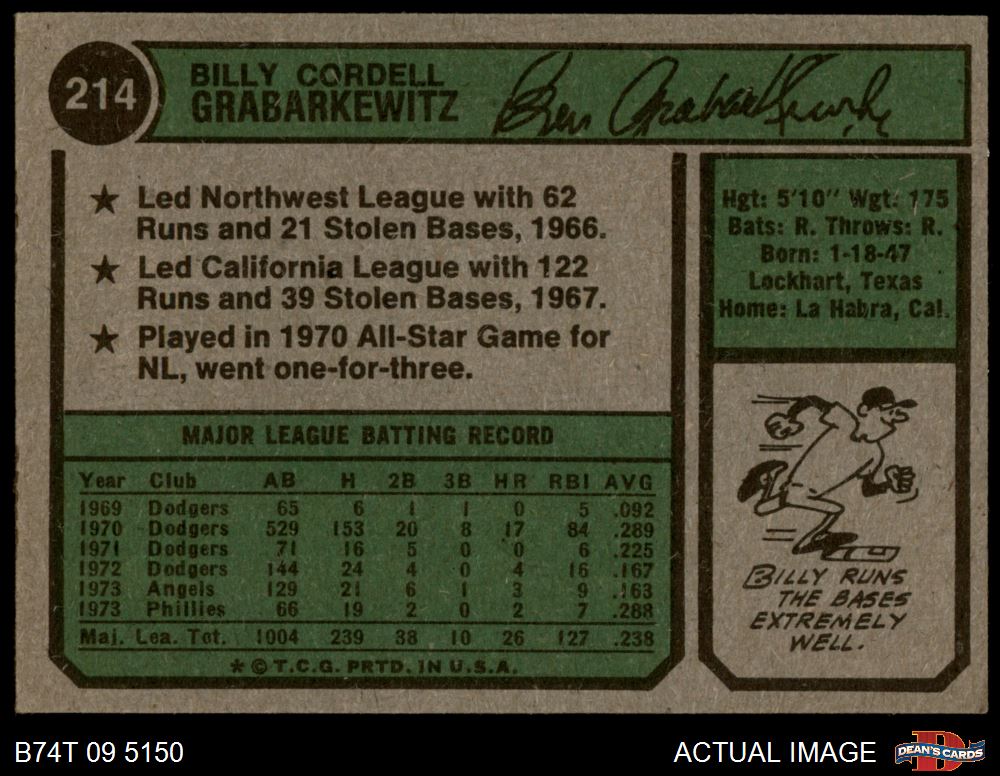 214
BILLY CORDELL
GRABARKEWITZ
Led Northwest League with 62
Runs and 21 Stolen Bases, 1966.
Led California League with 122
Runs and 39 Stolen Bases, 1967.
Played in 1970 All-Star Game for
NL, went one-for-three.
Hgt: 5'10" Wgt: 175
Bats: R. Throws: R.
Born: 1-18-47
Lockhart, Texas
Home: La Habra, Cal.
MAJOR LEAGUE BATTING RECORD
Year Club AB H 2B 3B HR RBI AVG
1969 Dodgers 65 6 1 1 0 5 .092
1970 Dodgers 529 153 20 8 17 84 .289
1971 Dodgers 71 16 5 0 0 6 .225
1972 Dodgers 144 24 4 0 4 16 .167
1973 Angels 129 21 6 1 3 9 .163
1973 Phillies 66 19 2 0 2 7 .288
Maj. Lea. Tot. 1004 239 38 10 26 127 .238
* © T.C.G. PRTD. IN U.S.A.
BILLY RUNS
THE BASES
EXTREMELY
WELL.
B74T 09 5150
ACTUAL IMAGE
DEAN'S CARDS